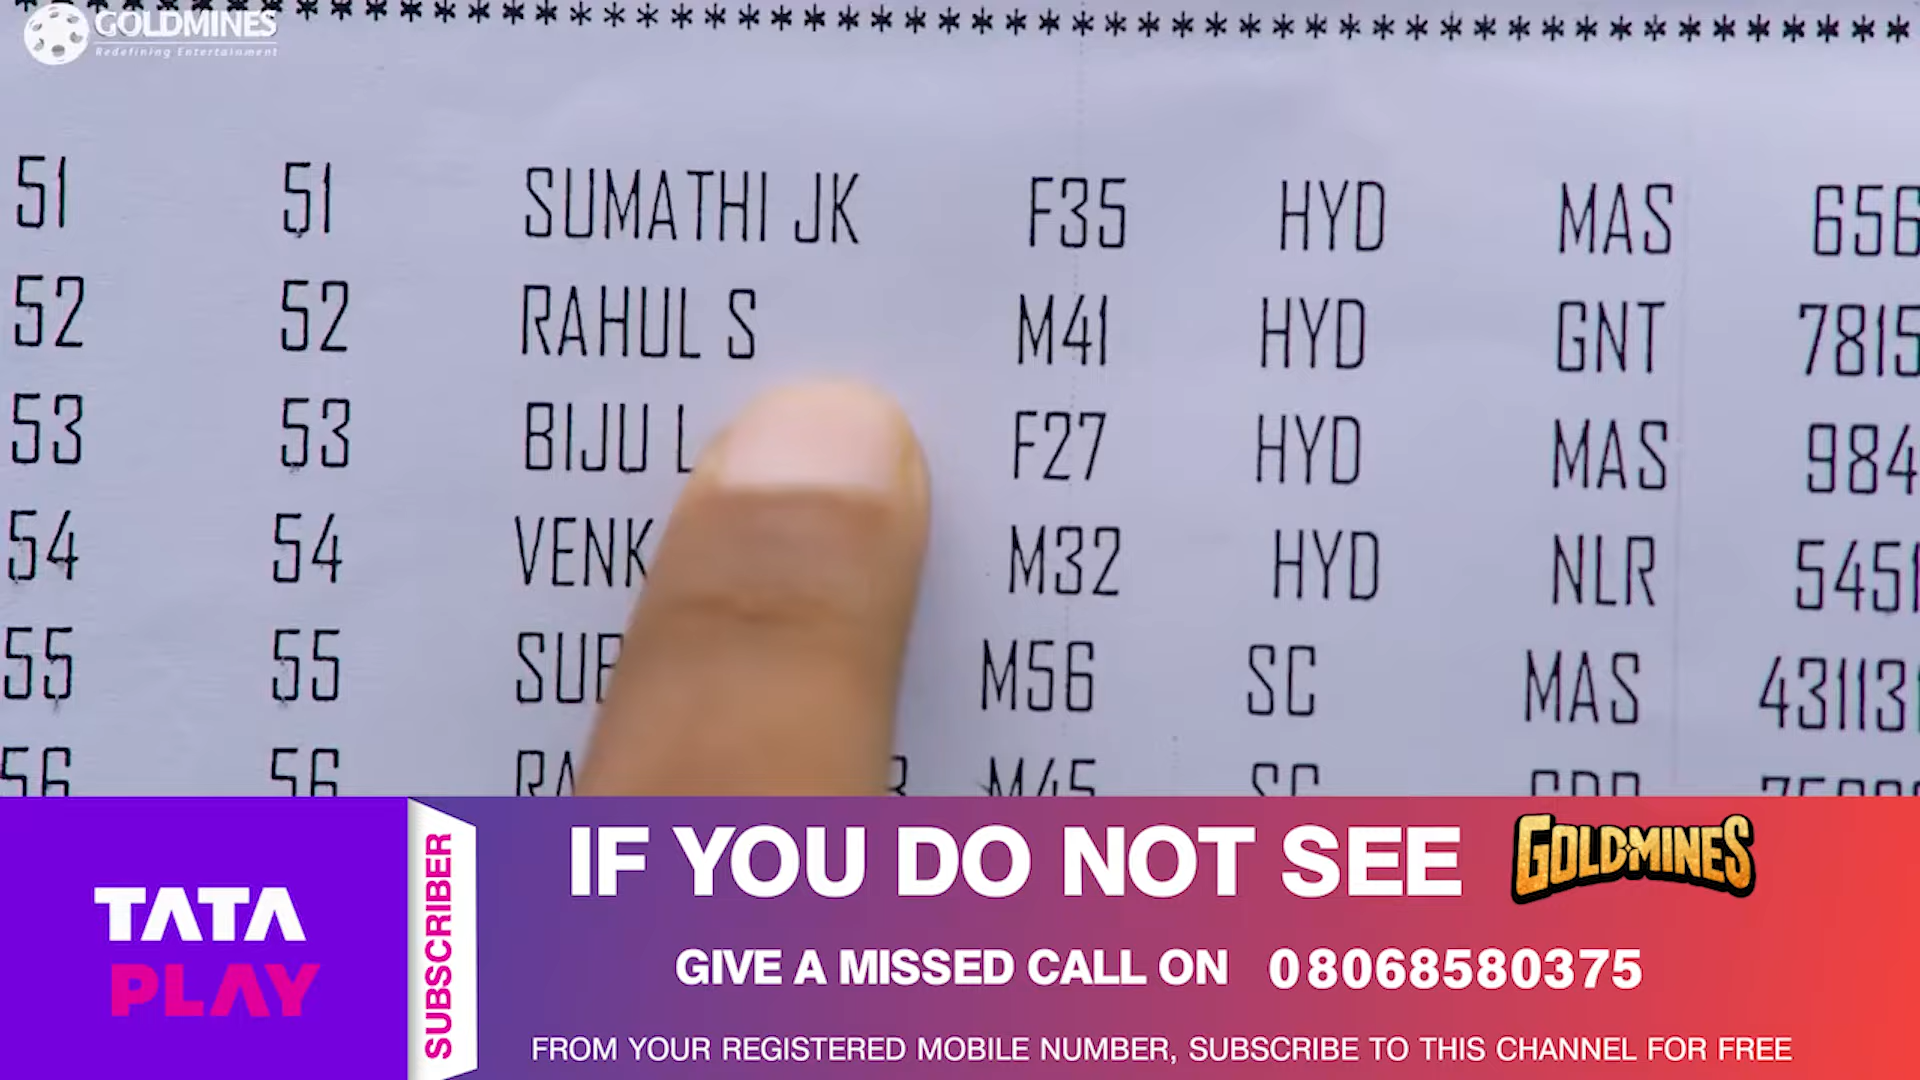 GOLDMINES
Redefining Entertainment
51 51 SUMATHI JK F35 HYD MAS 656
52 52 RAHUL S M41 HYD GNT 7815
53 53 BIJU L F27 HYD MAS 984
54 54 VENK M32 HYD NLR 5451
55 55 M56 SC MAS 43113
56 56 M45 SC
TATA PLAY
SUBSCRIBER
IF YOU DO NOT SEE GOLDMINES
GIVE A MISSED CALL ON 08068580375
FROM YOUR REGISTERED MOBILE NUMBER, SUBSCRIBE TO THIS CHANNEL FOR FREE